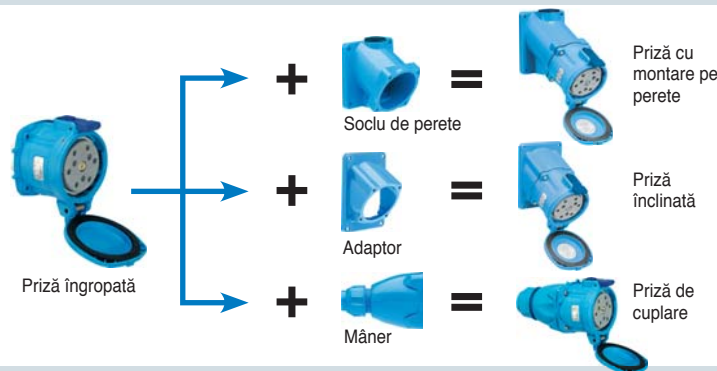 Priză îngropată
+
Soclu de perete
=
Priză cu
montare pe
perete
+
Adaptor
=
Priză
înclinată
+
Mâner
=
Priză de
cuplare